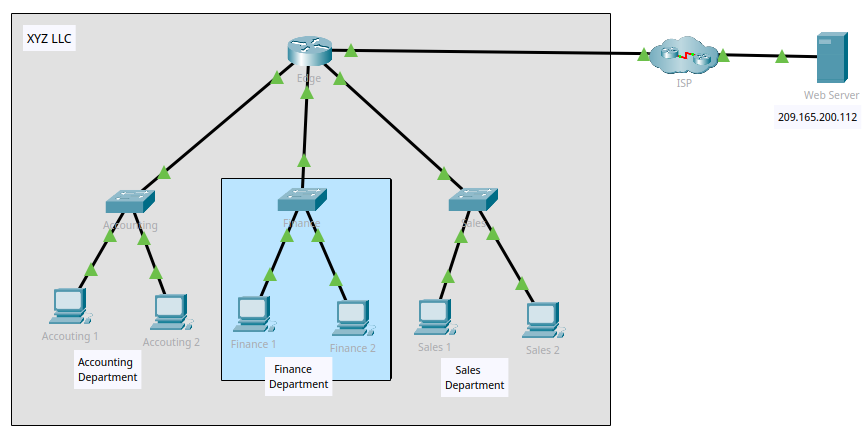 XYZ LLC
Edge
ISP
Web Server
209.165.200.112
Accounting
Finance
Sales
Accouting 1
Accouting 2
Finance 1
Finance 2
Sales 1
Sales 2
Accounting
Department
Finance
Department
Sales
Department